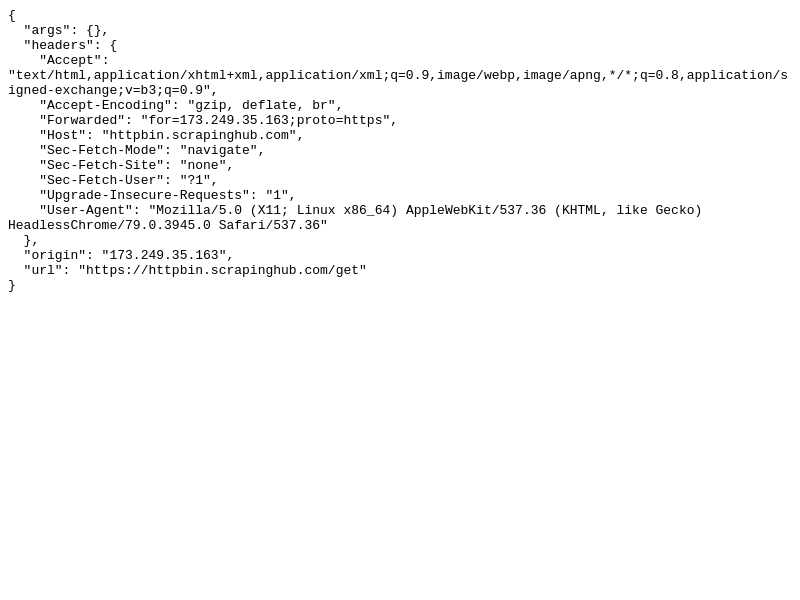 {
  "args": {},
  "headers": {
    "Accept":
"text/html,application/xhtml+xml,application/xml;q=0.9,image/webp,image/apng,*/*;q=0.8,application/s
igned-exchange;v=b3;q=0.9",
    "Accept-Encoding": "gzip, deflate, br",
    "Forwarded": "for=173.249.35.163;proto=https",
    "Host": "httpbin.scrapinghub.com",
    "Sec-Fetch-Mode": "navigate",
    "Sec-Fetch-Site": "none",
    "Sec-Fetch-User": "?1",
    "Upgrade-Insecure-Requests": "1",
    "User-Agent": "Mozilla/5.0 (X11; Linux x86_64) AppleWebKit/537.36 (KHTML, like Gecko)
HeadlessChrome/79.0.3945.0 Safari/537.36"
  },
  "origin": "173.249.35.163",
  "url": "https://httpbin.scrapinghub.com/get"
}